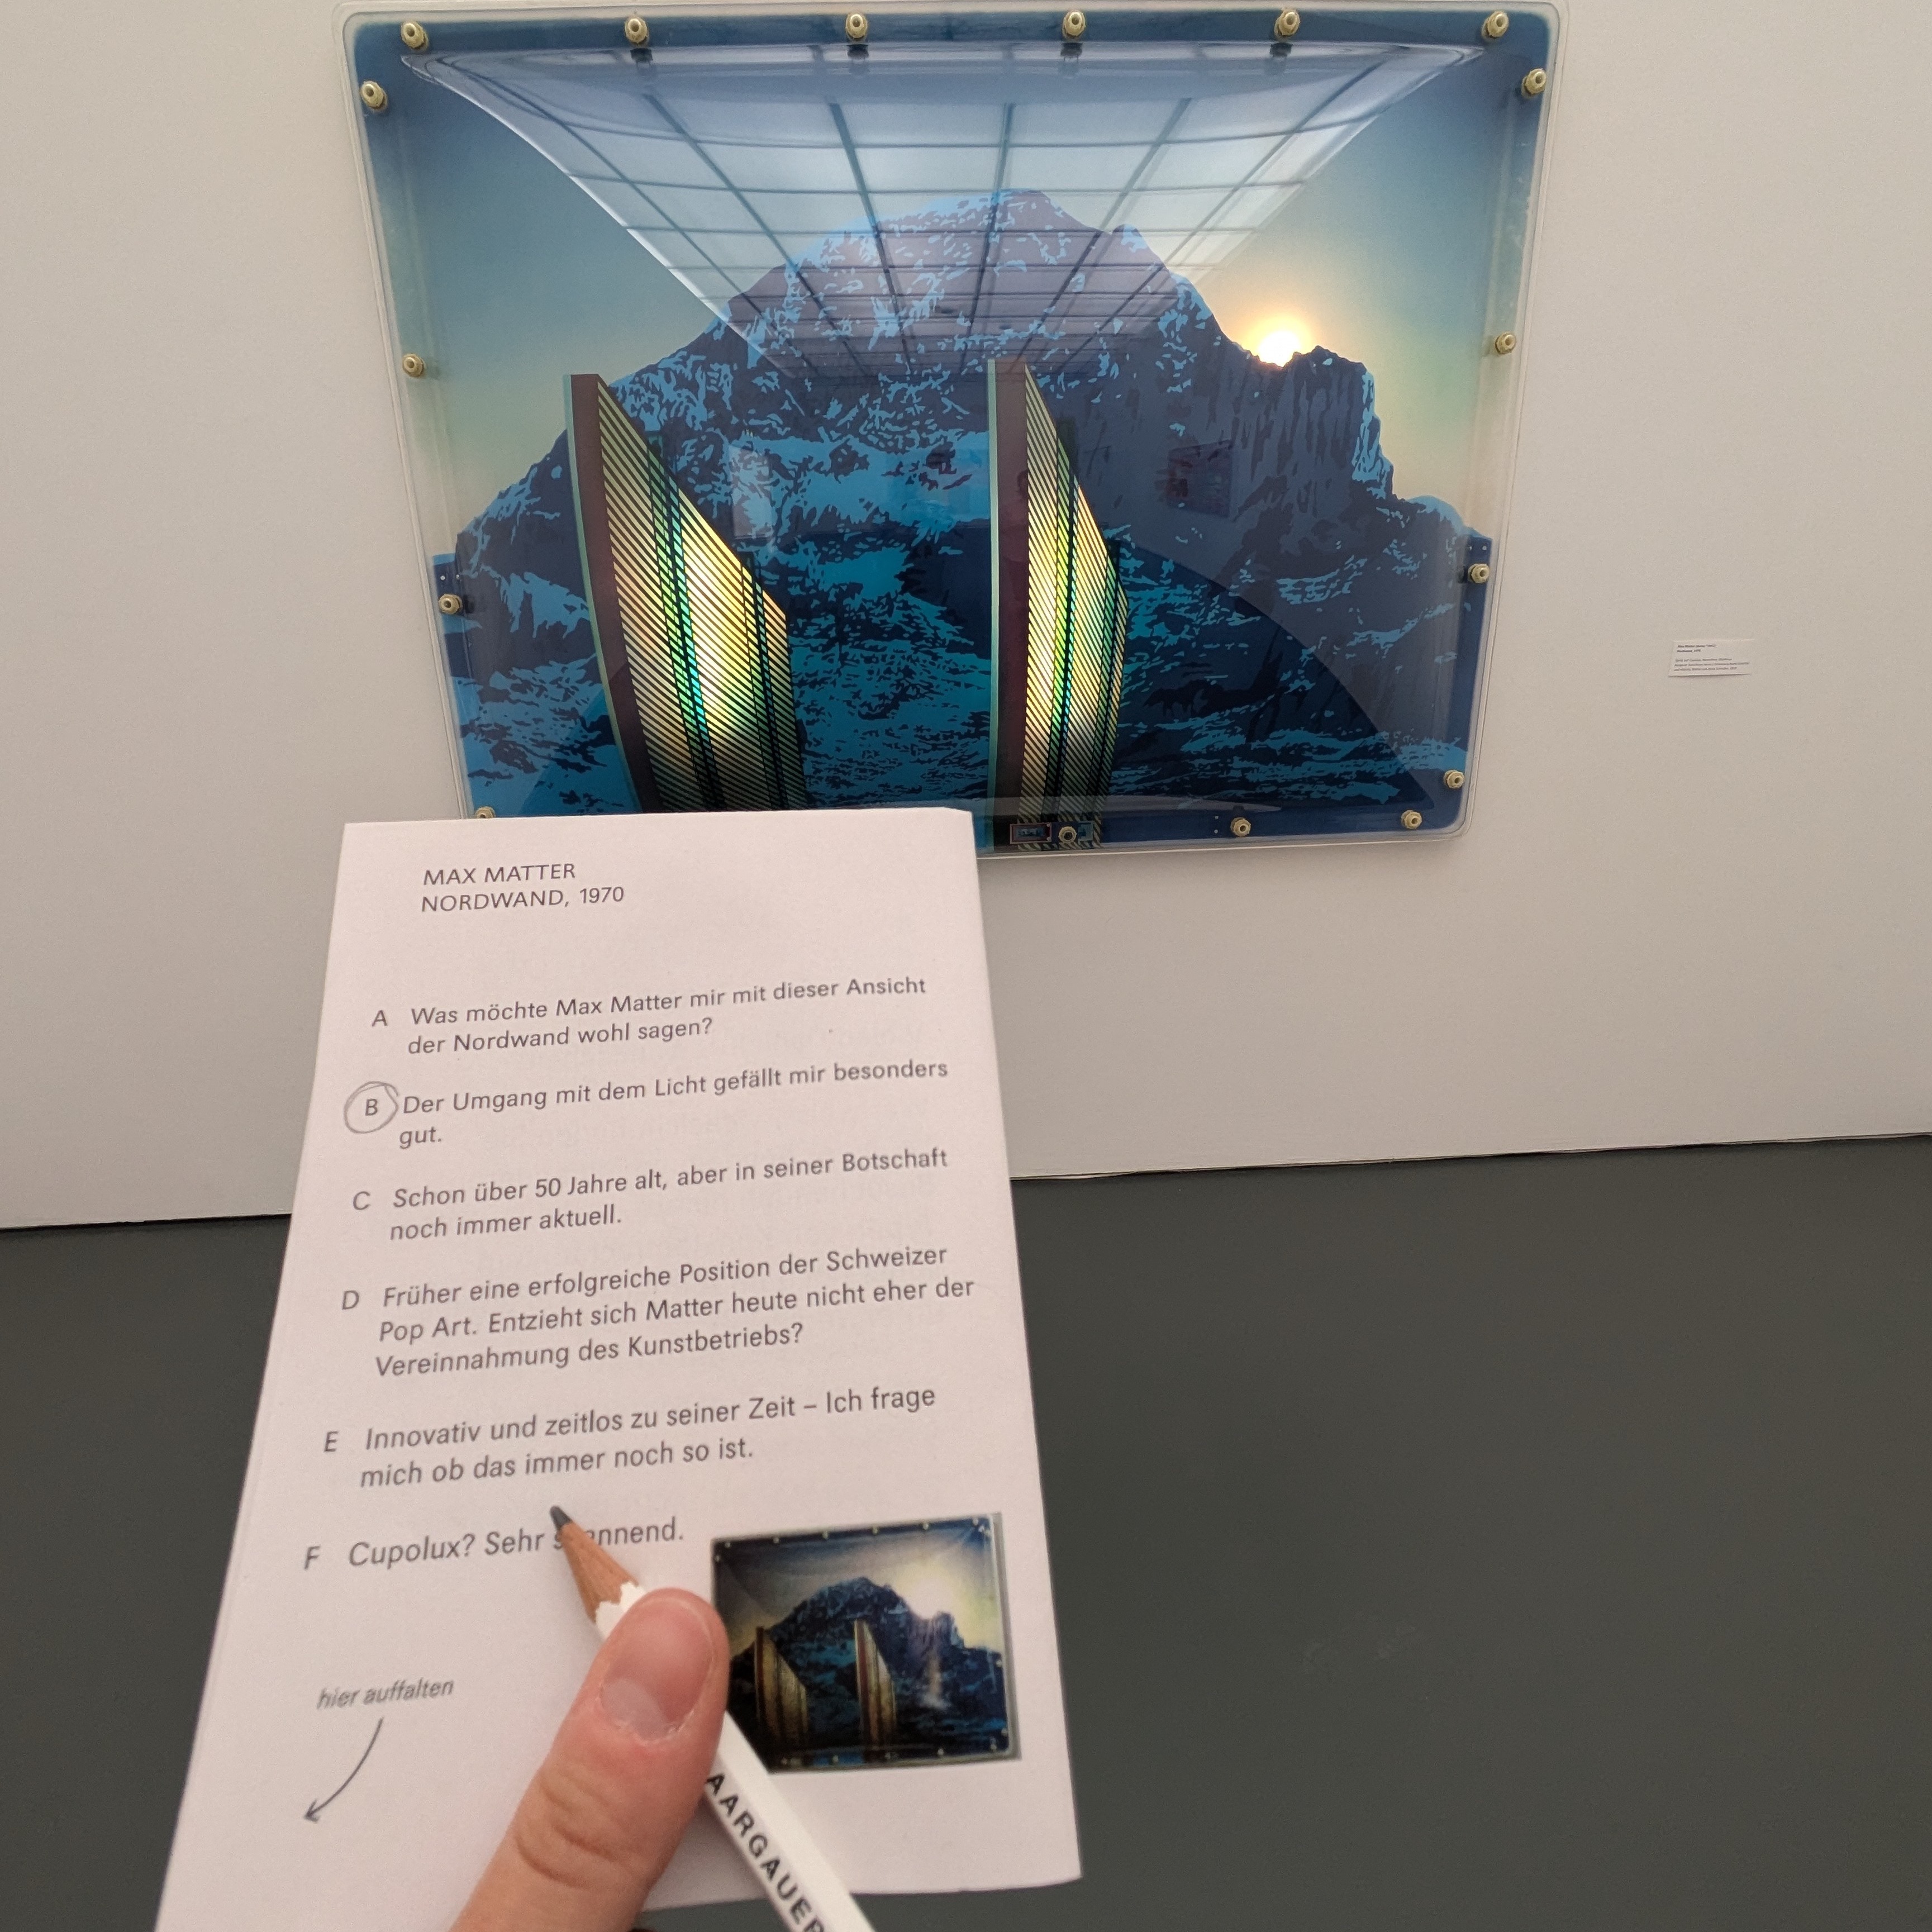 MAX MATTER
NORDWAND, 1970
A Was möchte Max Matter mir mit dieser Ansicht
der Nordwand wohl sagen?
B Der Umgang mit dem Licht gefällt mir besonders
gut.
C Schon über 50 Jahre alt, aber in seiner Botschaft
noch immer aktuell.
D Früher eine erfolgreiche Position der Schweizer
Pop Art. Entzieht sich Matter heute nicht eher der
Vereinnahmung des Kunstbetriebs?
E Innovativ und zeitlos zu seiner Zeit – Ich frage
mich ob das immer noch so ist.
F Cupolux? Sehr spannend.
hier auffalten
AARGAUER